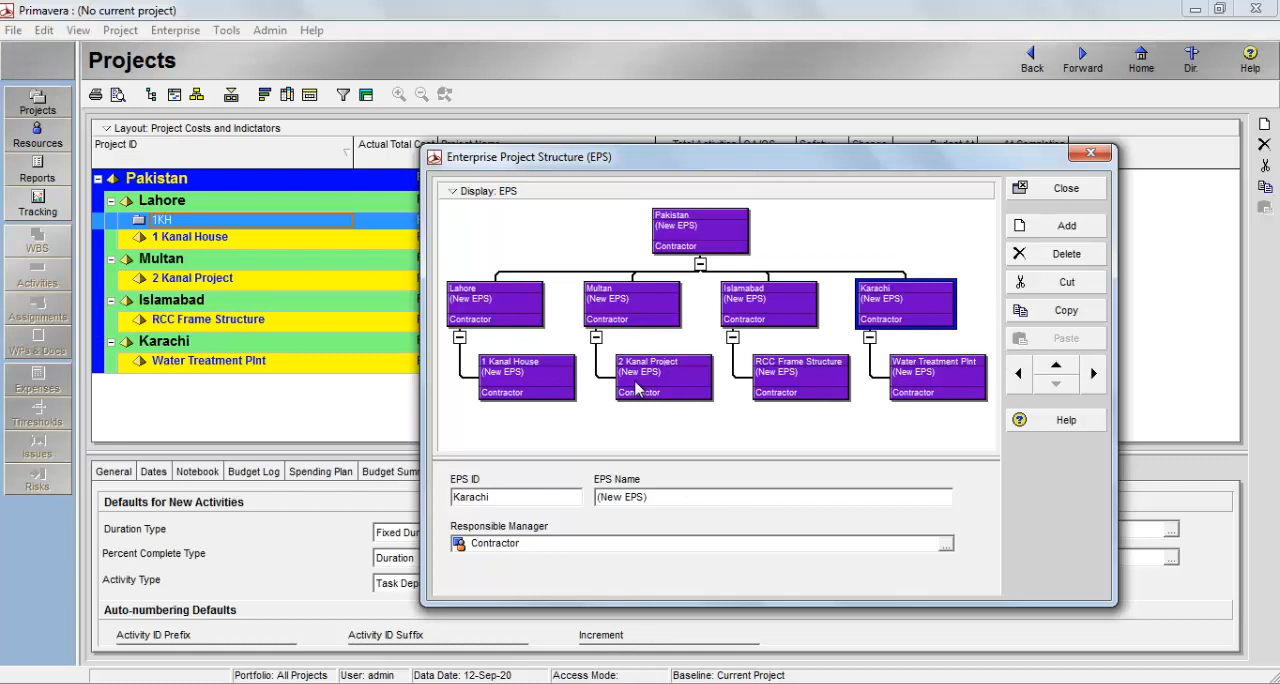 Primavera : (No current project)
File Edit View Project Enterprise Tools Admin Help
Projects
Back Forward Home Dir. Help
Projects
Resources
Reports
Tracking
WBS
Activities
Assignments
WPs & Docs
Expenses
Thresholds
Issues
Risks
Layout: Project Costs and Indictators
Project ID Actual Total Cost Project Name Total Activities
Pakistan
Lahore
1KH
1 Kanal House
Multan
2 Kanal Project
Islamabad
RCC Frame Structure
Karachi
Water Treatment Plnt
Enterprise Project Structure (EPS)
Display: EPS
Pakistan
(New EPS)
Contractor
Lahore
(New EPS)
Contractor
Multan
(New EPS)
Contractor
Islamabad
(New EPS)
Contractor
Karachi
(New EPS)
Contractor
1 Kanal House
(New EPS)
Contractor
2 Kanal Project
(New EPS)
Contractor
RCC Frame Structure
(New EPS)
Contractor
Water Treatment Plnt
(New EPS)
Contractor
Close
Add
Delete
Cut
Copy
Paste
Help
EPS ID EPS Name
Karachi (New EPS)
Responsible Manager
Contractor
General Dates Notebook Budget Log Spending Plan Budget Sum
Defaults for New Activities
Duration Type Fixed Dur
Percent Complete Type Duration
Activity Type Task Dep
Auto-numbering Defaults
Activity ID Prefix Activity ID Suffix Increment
Portfolio: All Projects User: admin Data Date: 12-Sep-20 Access Mode: Baseline: Current Project